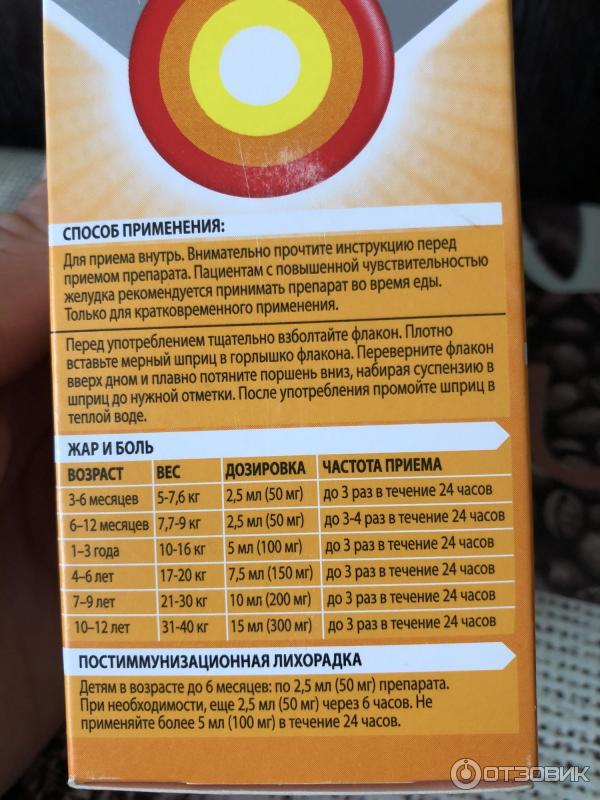 СПОСОБ ПРИМЕНЕНИЯ:
Для приема внутрь. Внимательно прочтите инструкцию перед
приемом препарата. Пациентам с повышенной чувствительностью
желудка рекомендуется принимать препарат во время еды.
Только для кратковременного применения.
Перед употреблением тщательно взболтайте флакон. Плотно
вставьте мерный шприц в горлышко флакона. Переверните флакон
вверх дном и плавно потяните поршень вниз, набирая суспензию в
шприц до нужной отметки. После употребления промойте шприц в
теплой воде.
ЖАР И БОЛЬ
ВОЗРАСТ ВЕС ДОЗИРОВКА ЧАСТОТА ПРИЕМА
3-6 месяцев 5-7,6 кг 2,5 мл (50 мг) до 3 раз в течение 24 часов
6–12 месяцев 7,7-9 кг 2,5 мл (50 мг) до 3-4 раз в течение 24 часов
1–3 года 10-16 кг 5 мл (100 мг) до 3 раз в течение 24 часов
4–6 лет 17-20 кг 7,5 мл (150 мг) до 3 раз в течение 24 часов
7–9 лет 21-30 кг 10 мл (200 мг) до 3 раз в течение 24 часов
10–12 лет 31-40 кг 15 мл (300 мг) до 3 раз в течение 24 часов
ПОСТИММУНИЗАЦИОННАЯ ЛИХОРАДКА
Детям в возрасте до 6 месяцев: по 2,5 мл (50 мг) препарата.
При необходимости, еще 2,5 мл (50 мг) через 6 часов. Не
применяйте более 5 мл (100 мг) в течение 24 часов.
ОТЗОВИК